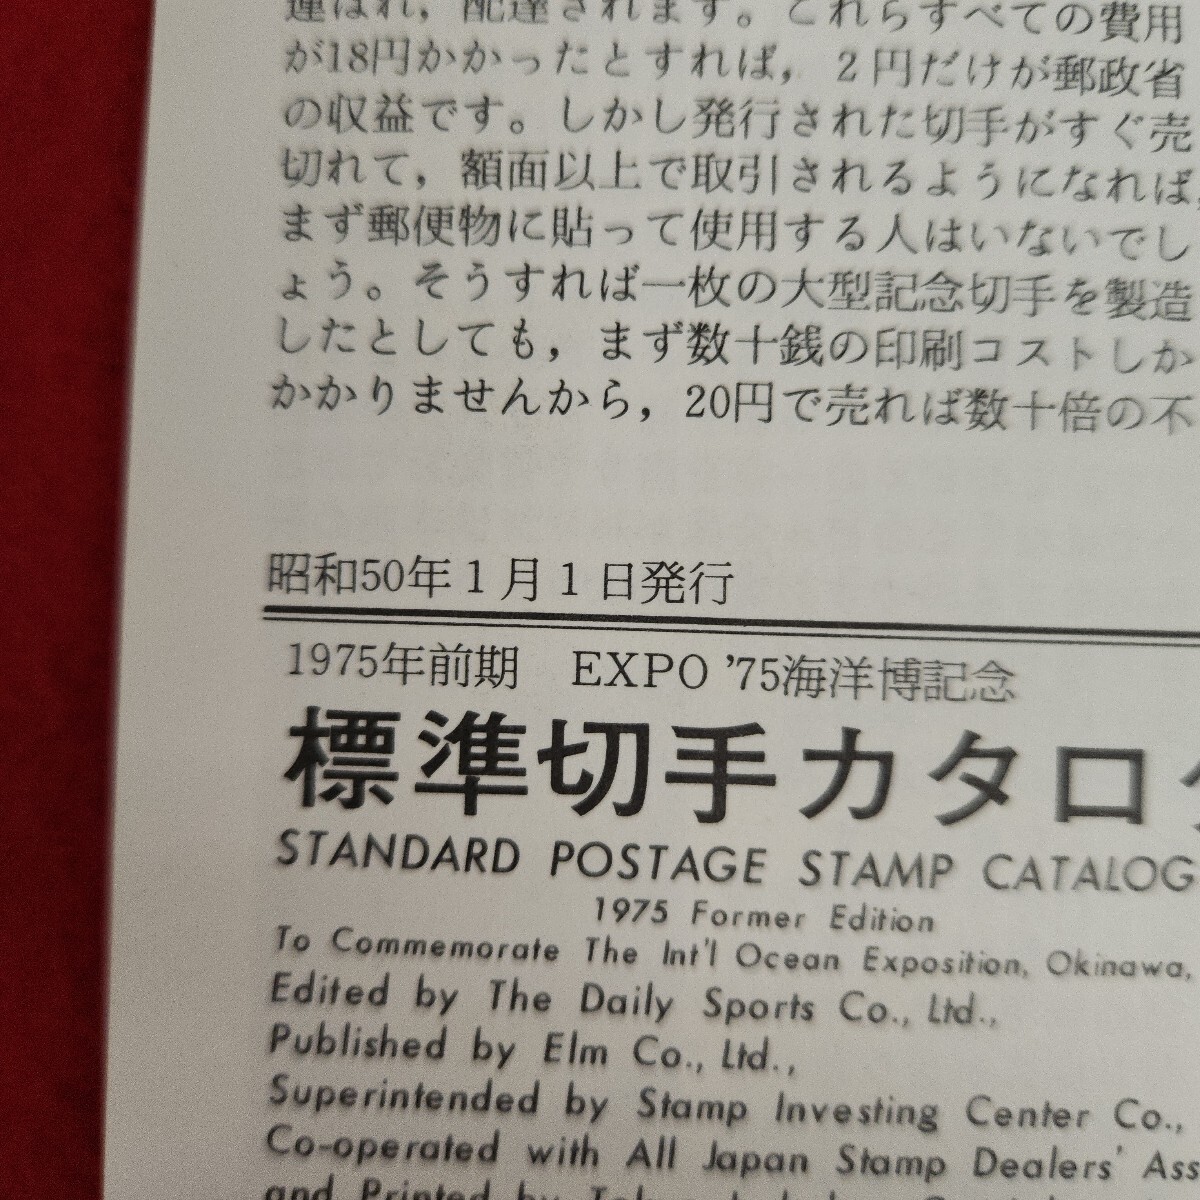 運ばれ，配達されます。これらすべての費用
が18円かかったとすれば，２円だけが郵政省
の収益です。しかし発行された切手がすぐ売
切れて，額面以上で取引されるようになれば，
まず郵便物に貼って使用する人はいないでし
ょう。そうすれば一枚の大型記念切手を製造
したとしても，まず数十銭の印刷コストしか
かかりませんから，20円で売れば数十倍の不
昭和50年１月１日発行
1975年前期　EXPO '75海洋博記念
標準切手カタロ
STANDARD POSTAGE STAMP CATALOG
1975 Former Edition
To Commemorate The Int'l Ocean Exposition, Okinawa,
Edited by The Daily Sports Co., Ltd.,
Published by Elm Co., Ltd.,
Superintended by Stamp Investing Center Co.,
Co-operated with All Japan Stamp Dealers' Ass
and Printed by